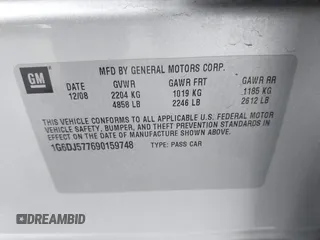 GM
MFD BY GENERAL MOTORS CORP.
DATE GVWR GAWR FRT GAWR RR
12/08 2204 KG 1019 KG 1185 KG
4858 LB 2246 LB 2612 LB
THIS VEHICLE CONFORMS TO ALL APPLICABLE U.S. FEDERAL MOTOR
VEHICLE SAFETY, BUMPER, AND THEFT PREVENTION STANDARDS IN
EFFECT ON THE DATE OF MANUFACTURE SHOWN ABOVE.
1G6DJ577690159748 TYPE: PASS CAR
DREAMBID